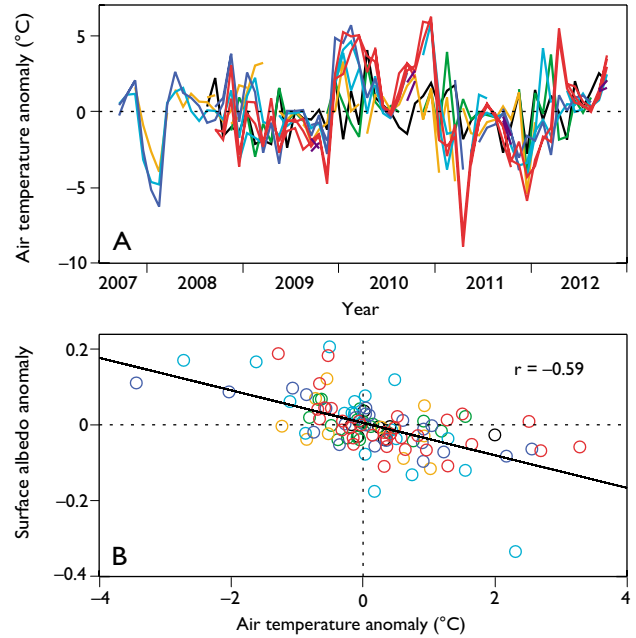 Air temperature anomaly (°C)
5
0
−5
−10
A
2007 2008 2009 2010 2011 2012
Year
Surface albedo anomaly
0.2
0
−0.2
−0.4
r = −0.59
B
−4 −2 0 2 4
Air temperature anomaly (°C)